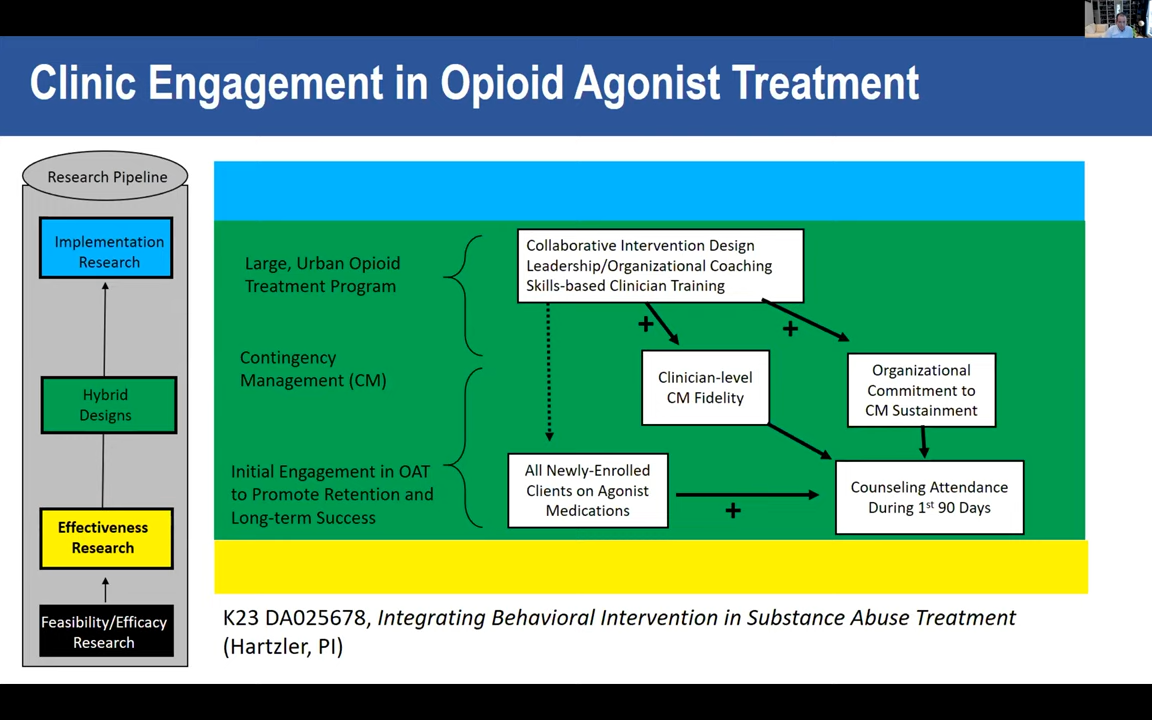 Clinic Engagement in Opioid Agonist Treatment
Research Pipeline
Implementation
Research
Hybrid
Designs
Effectiveness
Research
Feasibility/Efficacy
Research
Large, Urban Opioid
Treatment Program
Contingency
Management (CM)
Initial Engagement in OAT
to Promote Retention and
Long-term Success
Collaborative Intervention Design
Leadership/Organizational Coaching
Skills-based Clinician Training
+
+
Clinician-level
CM Fidelity
Organizational
Commitment to
CM Sustainment
All Newly-Enrolled
Clients on Agonist
Medications
+
Counseling Attendance
During 1st 90 Days
K23 DA025678, Integrating Behavioral Intervention in Substance Abuse Treatment
(Hartzler, PI)